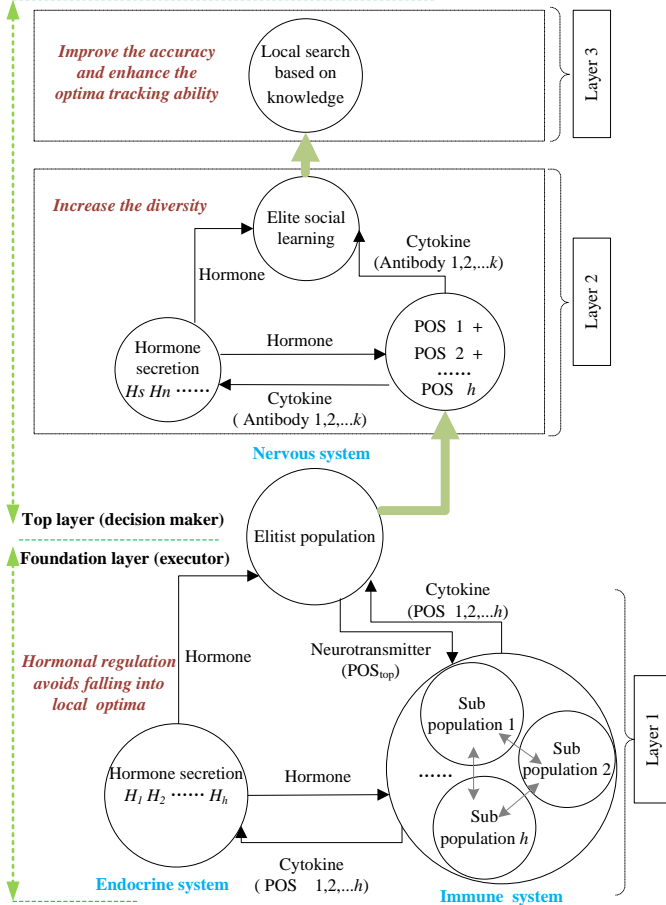 Improve the accuracy
and enhance the
optima tracking ability
Local search
based on
knowledge
Layer 3
Increase the diversity
Elite social
learning
Cytokine
(Antibody 1,2,...k)
Hormone
Layer 2
Hormone
secretion
Hs Hn ······
Hormone
POS 1 +
POS 2 +
······
POS h
Cytokine
( Antibody 1,2,...k)
Nervous system
Top layer (decision maker)
Elitist population
Foundation layer (executor)
Cytokine
(POS 1,2,...h)
Hormonal regulation
avoids falling into
local optima
Hormone
Neurotransmitter
(POStop)
Sub
population 1
Sub
population 2
······
Sub
population h
Layer 1
Hormone secretion
H1 H2 ······ Hh
Hormone
Cytokine
( POS 1,2,...h)
Endocrine system
Immune system